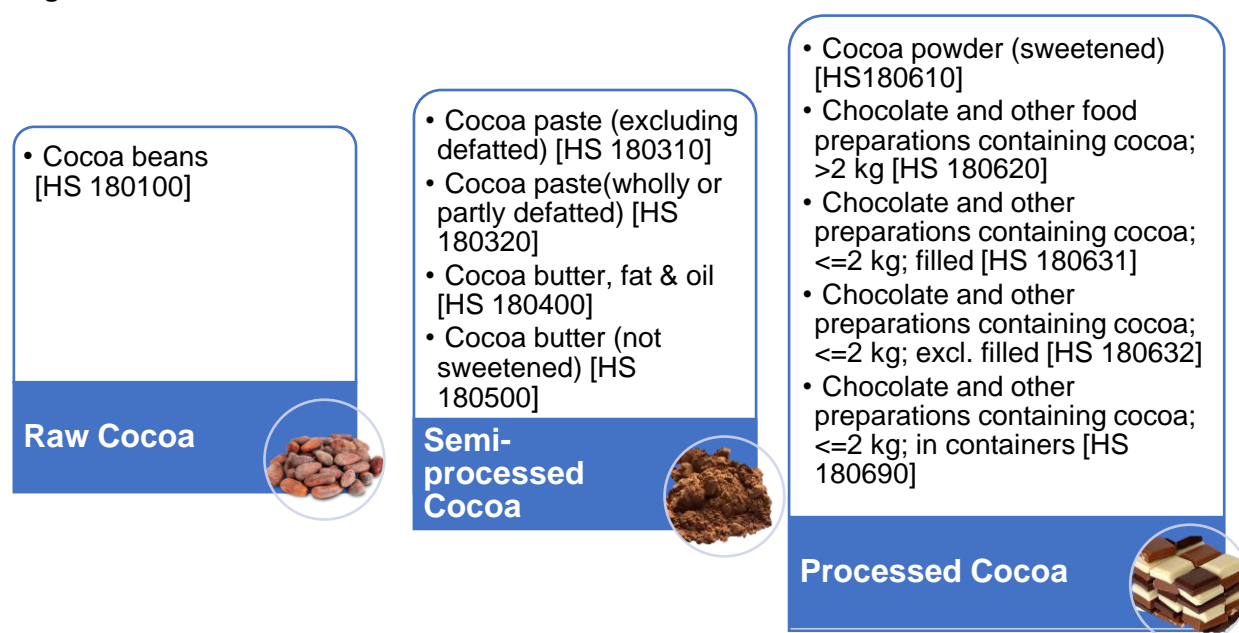 • Cocoa beans
[HS 180100]
Raw Cocoa
• Cocoa paste (excluding
defatted) [HS 180310]
• Cocoa paste(wholly or
partly defatted) [HS
180320]
• Cocoa butter, fat & oil
[HS 180400]
• Cocoa butter (not
sweetened) [HS
180500]
Semi-
processed
Cocoa
• Cocoa powder (sweetened)
[HS180610]
• Chocolate and other food
preparations containing cocoa;
>2 kg [HS 180620]
• Chocolate and other
preparations containing cocoa;
<=2 kg; filled [HS 180631]
• Chocolate and other
preparations containing cocoa;
<=2 kg; excl. filled [HS 180632]
• Chocolate and other
preparations containing cocoa;
<=2 kg; in containers [HS
180690]
Processed Cocoa